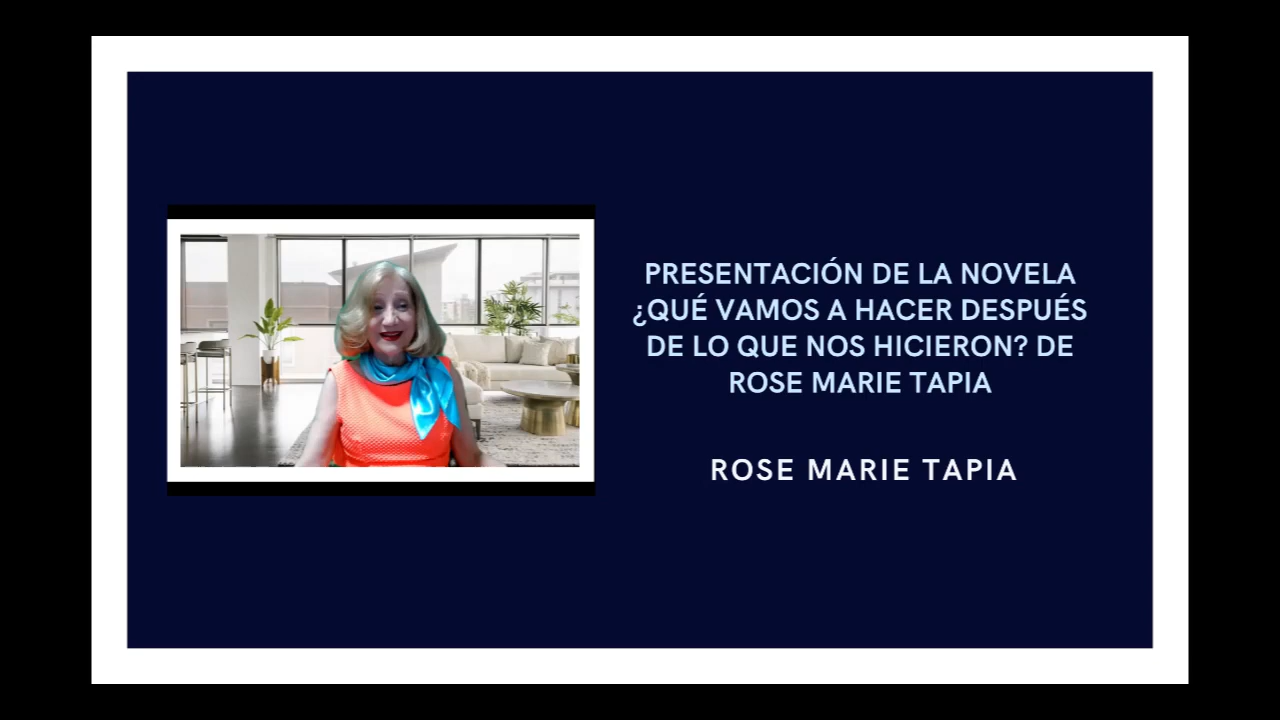 PRESENTACIÓN DE LA NOVELA
¿QUÉ VAMOS A HACER DESPUÉS
DE LO QUE NOS HICIERON? DE
ROSE MARIE TAPIA
ROSE MARIE TAPIA